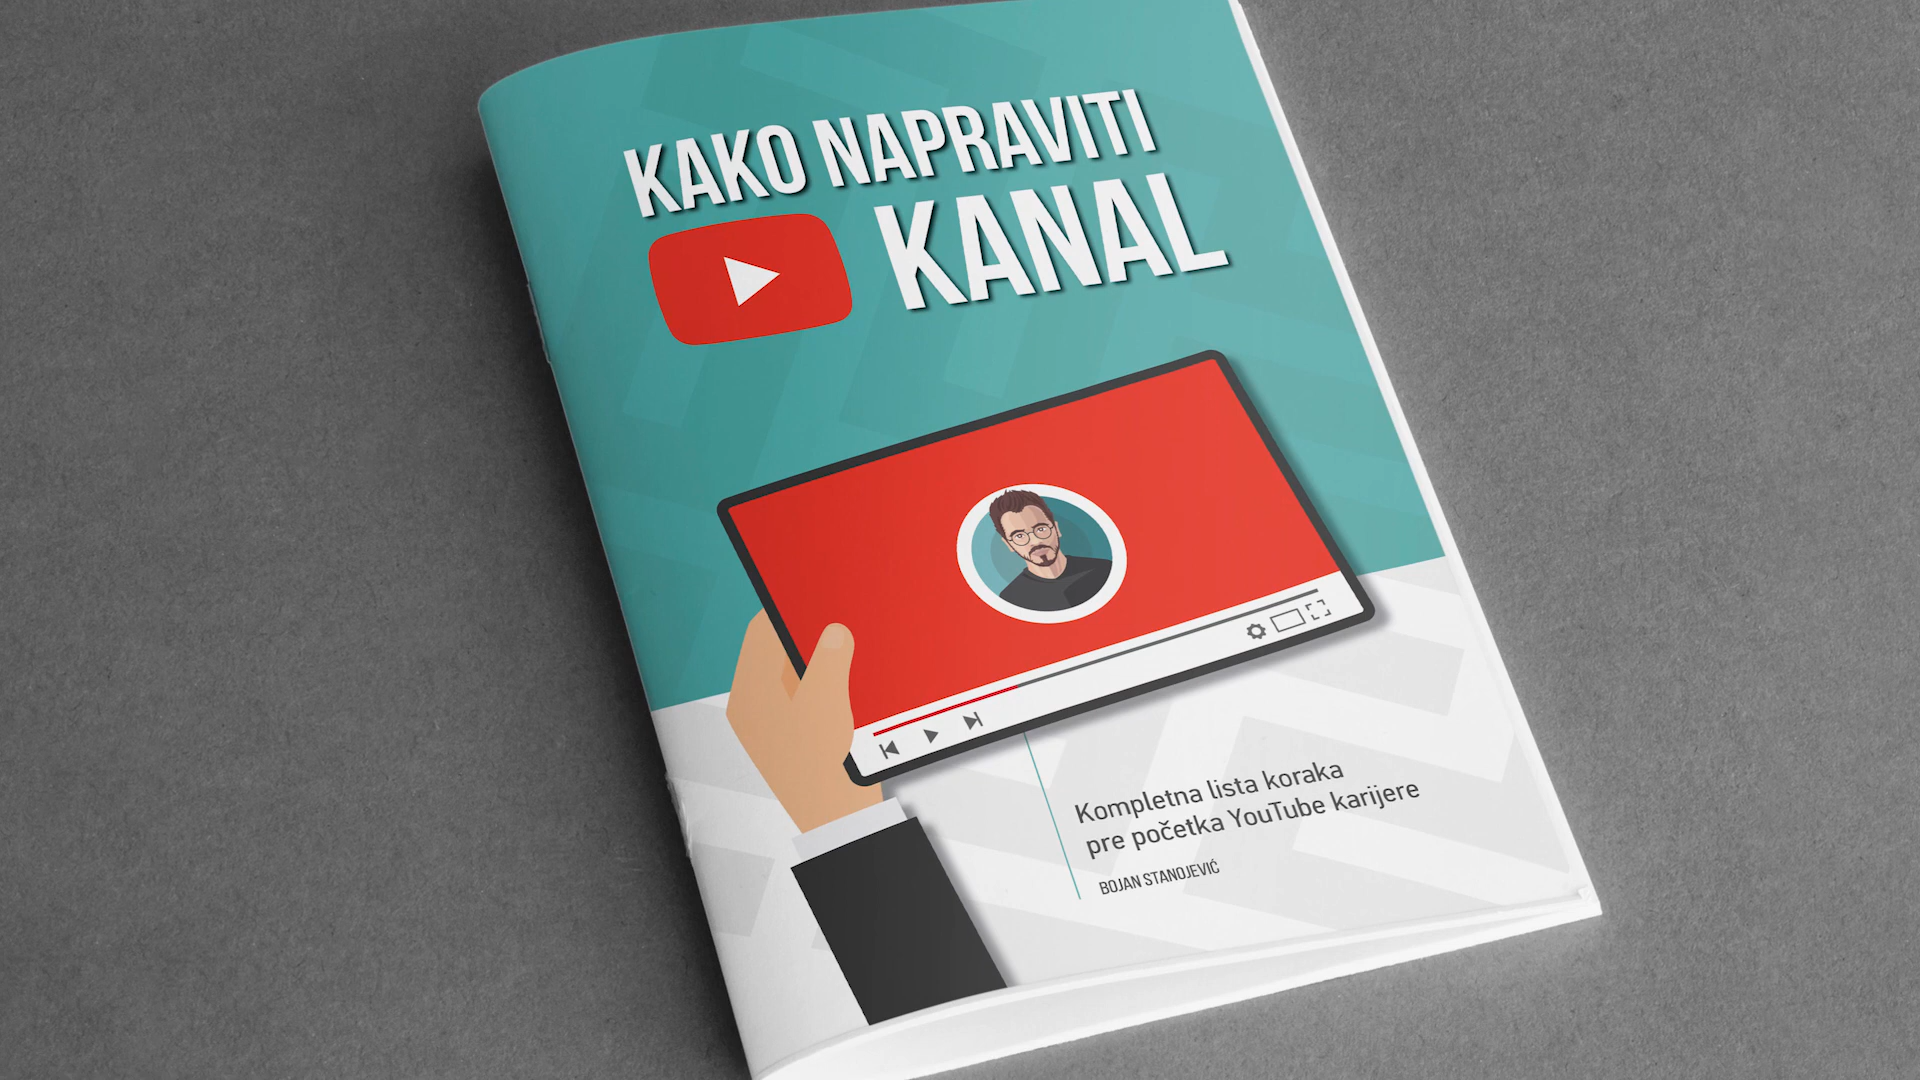 KAKO NAPRAVITI
KANAL
Kompletna lista koraka
pre početka YouTube karijere
BOJAN STANOJEVIĆ